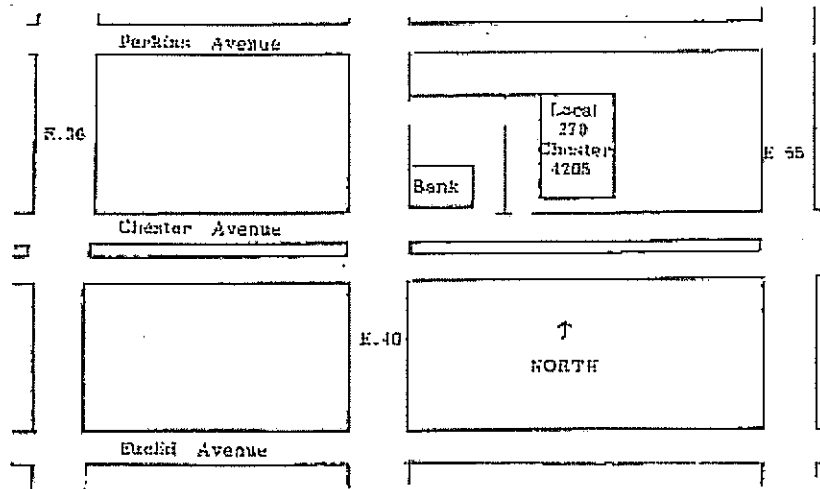 Perkins Avenue
E.36
Local
270
Chester
4205
E 55
Bank
Chester Avenue
E.40
NORTH
Euclid Avenue